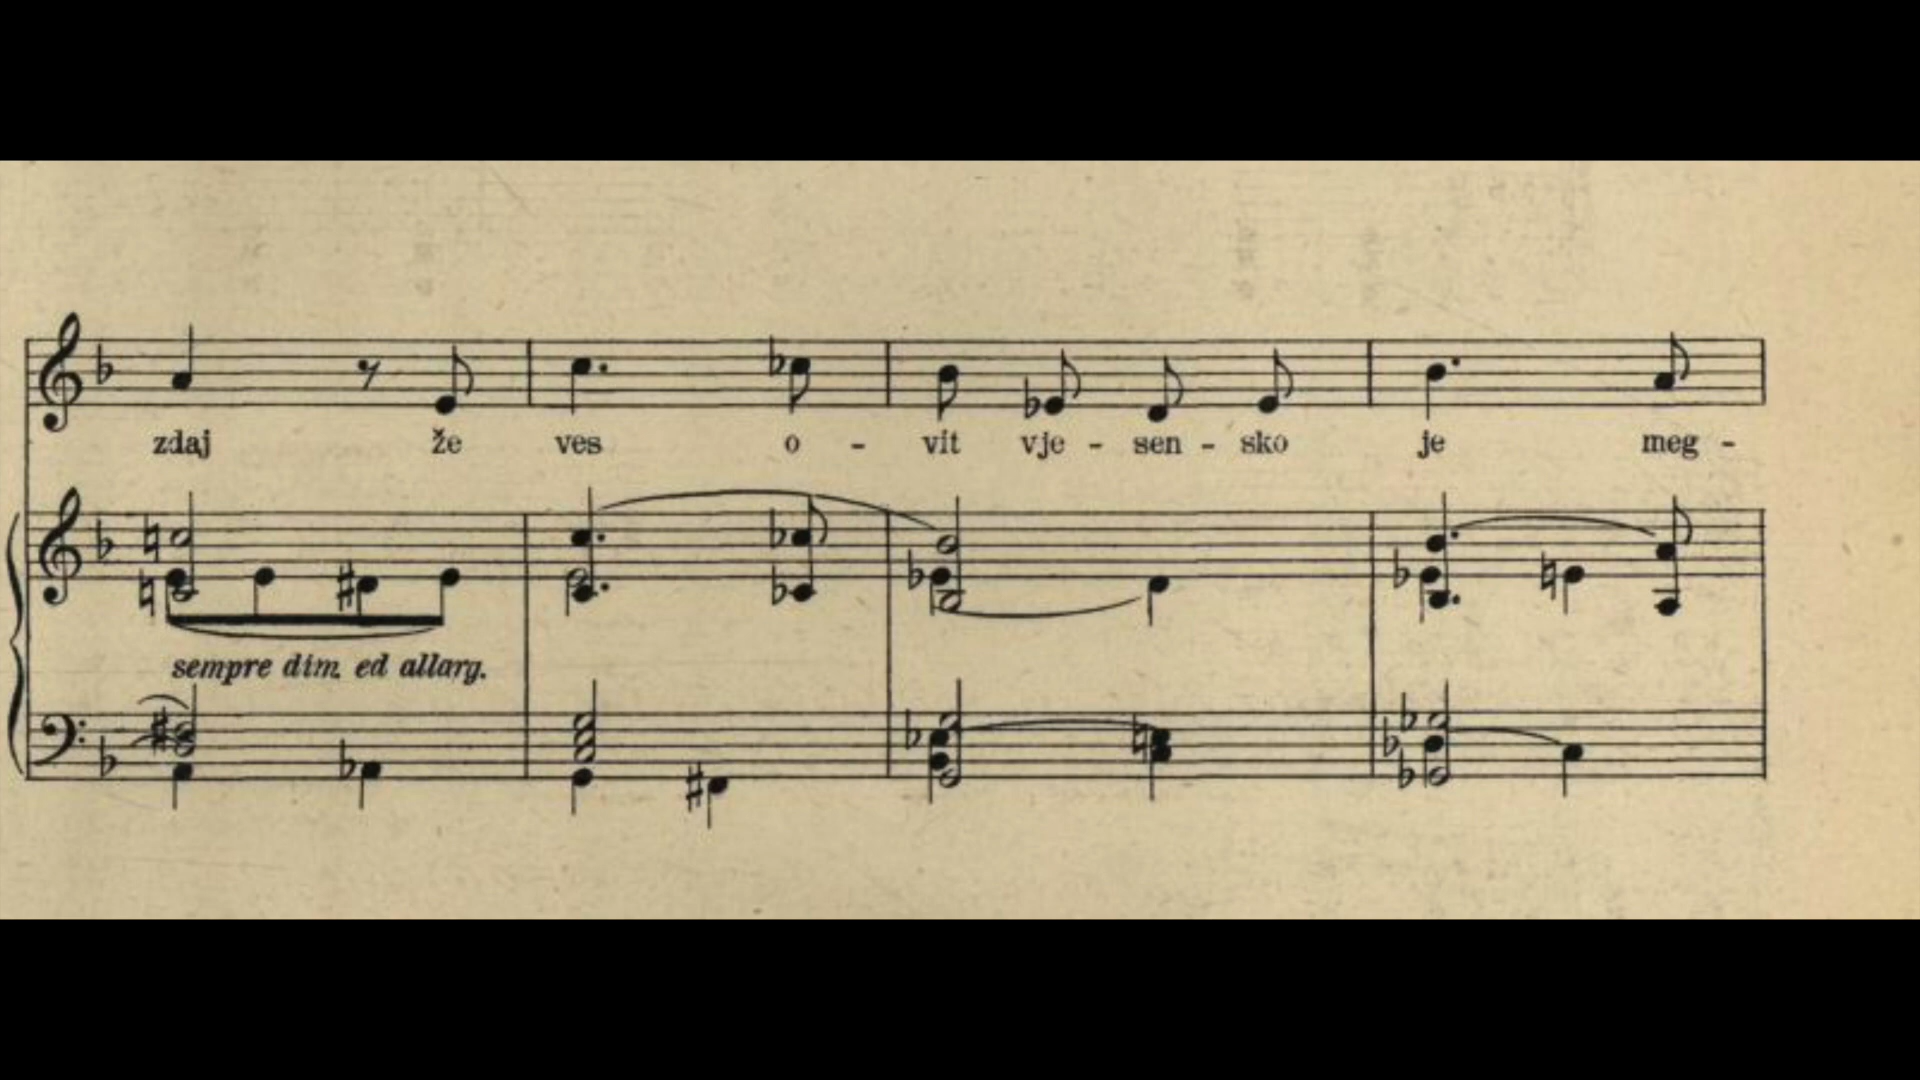 zdaj že ves o - vit vje - sen - sko je meg -
sempre dim. ed allarg.